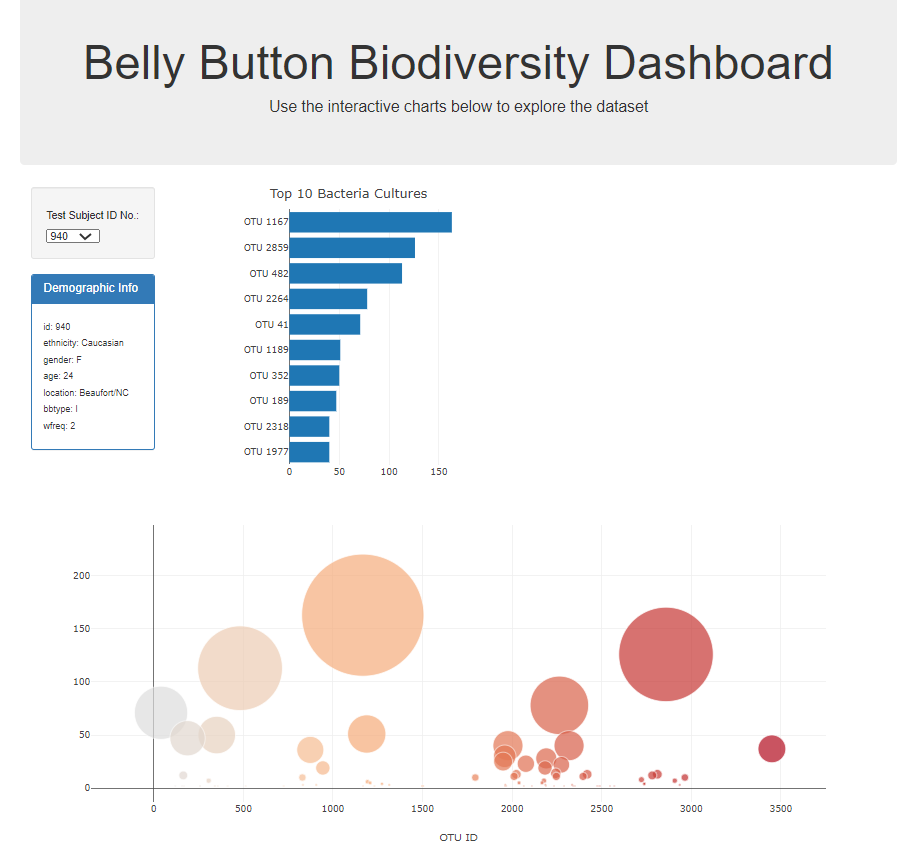 Belly Button Biodiversity Dashboard
Use the interactive charts below to explore the dataset
Test Subject ID No.:
940
Demographic Info
id: 940
ethnicity: Caucasian
gender: F
age: 24
location: Beaufort/NC
bbtype: I
wfreq: 2
Top 10 Bacteria Cultures
OTU 1167
OTU 2859
OTU 482
OTU 2264
OTU 41
OTU 1189
OTU 352
OTU 189
OTU 2318
OTU 1977
0 50 100 150
200
150
100
50
0
0 500 1000 1500 2000 2500 3000 3500
OTU ID